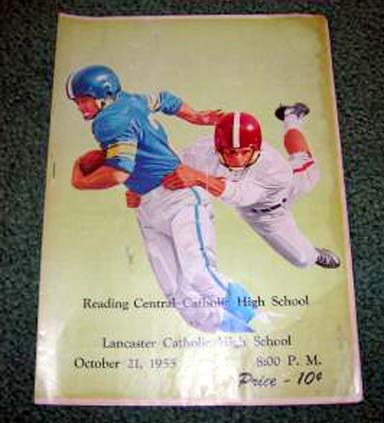 Reading Central Catholic High School
Lancaster Catholic High School
October 21, 1955 8:00 P. M.
Price - 10¢